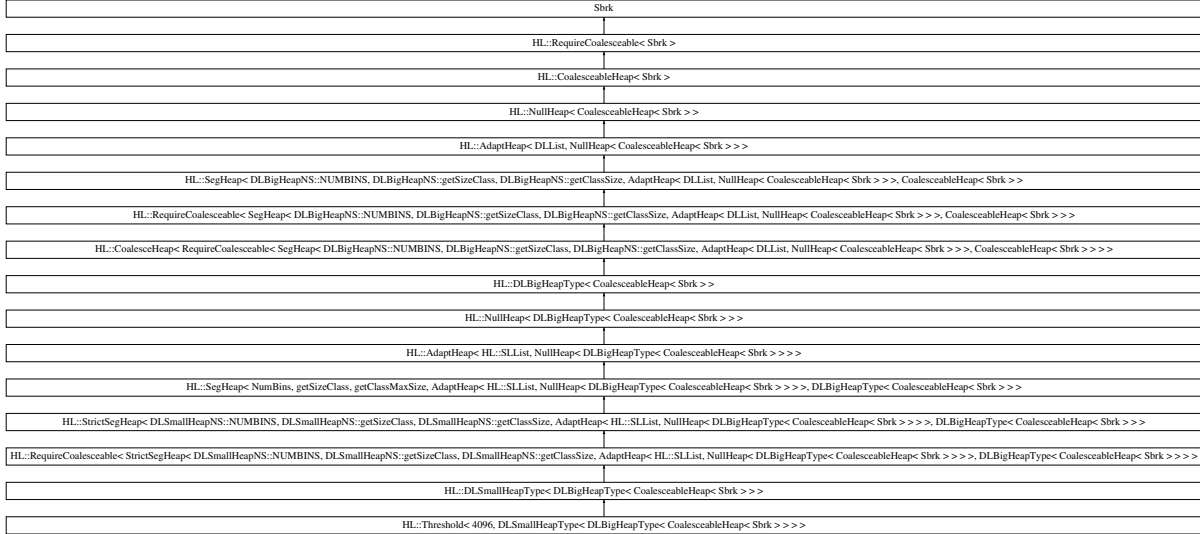 Sbrk
HL::RequireCoalesceable< Sbrk >
HL::CoalesceableHeap< Sbrk >
HL::NullHeap< CoalesceableHeap< Sbrk > >
HL::AdaptHeap< DLList, NullHeap< CoalesceableHeap< Sbrk > > >
HL::SegHeap< DLBigHeapNS::NUMBINS, DLBigHeapNS::getSizeClass, DLBigHeapNS::getClassSize, AdaptHeap< DLList, NullHeap< CoalesceableHeap< Sbrk > > >, CoalesceableHeap< Sbrk > >
HL::RequireCoalesceable< SegHeap< DLBigHeapNS::NUMBINS, DLBigHeapNS::getSizeClass, DLBigHeapNS::getClassSize, AdaptHeap< DLList, NullHeap< CoalesceableHeap< Sbrk > > >, CoalesceableHeap< Sbrk > > >
HL::CoalesceHeap< RequireCoalesceable< SegHeap< DLBigHeapNS::NUMBINS, DLBigHeapNS::getSizeClass, DLBigHeapNS::getClassSize, AdaptHeap< DLList, NullHeap< CoalesceableHeap< Sbrk > > >, CoalesceableHeap< Sbrk > > > >
HL::DLBigHeapType< CoalesceableHeap< Sbrk > >
HL::NullHeap< DLBigHeapType< CoalesceableHeap< Sbrk > > >
HL::AdaptHeap< HL::SLList, NullHeap< DLBigHeapType< CoalesceableHeap< Sbrk > > > >
HL::SegHeap< NumBins, getSizeClass, getClassMaxSize, AdaptHeap< HL::SLList, NullHeap< DLBigHeapType< CoalesceableHeap< Sbrk > > > >, DLBigHeapType< CoalesceableHeap< Sbrk > > >
HL::StrictSegHeap< DLSmallHeapNS::NUMBINS, DLSmallHeapNS::getSizeClass, DLSmallHeapNS::getClassSize, AdaptHeap< HL::SLList, NullHeap< DLBigHeapType< CoalesceableHeap< Sbrk > > > >, DLBigHeapType< CoalesceableHeap< Sbrk > > >
HL::RequireCoalesceable< StrictSegHeap< DLSmallHeapNS::NUMBINS, DLSmallHeapNS::getSizeClass, DLSmallHeapNS::getClassSize, AdaptHeap< HL::SLList, NullHeap< DLBigHeapType< CoalesceableHeap< Sbrk > > > >, DLBigHeapType< CoalesceableHeap< Sbrk > > > >
HL::DLSmallHeapType< DLBigHeapType< CoalesceableHeap< Sbrk > > >
HL::Threshold< 4096, DLSmallHeapType< DLBigHeapType< CoalesceableHeap< Sbrk > > > >